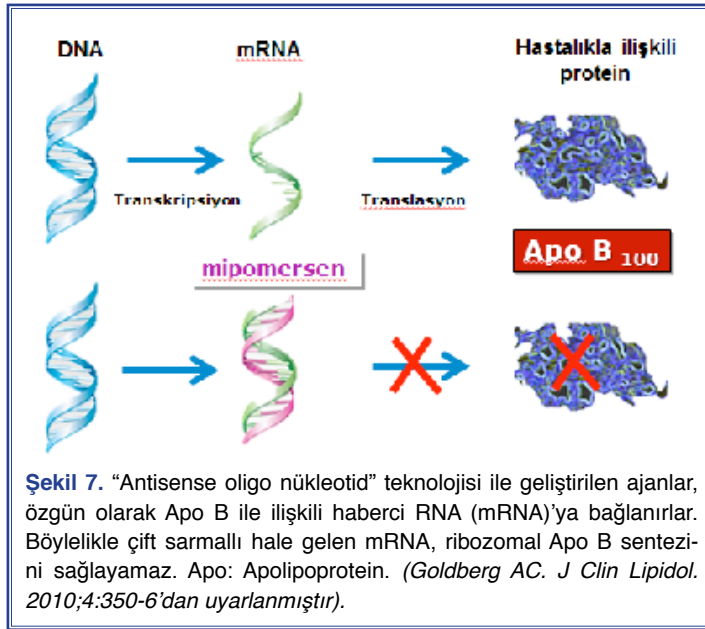 DNA
mRNA
Hastalıkla ilişkili
protein
Transkripsiyon
Translasyon
mipomersen
Apo B 100
Şekil 7. “Antisense oligo nükleotid” teknolojisi ile geliştirilen ajanlar,
özgün olarak Apo B ile ilişkili haberci RNA (mRNA)’ya bağlanırlar.
Böylelikle çift sarmallı hale gelen mRNA, ribozomal Apo B sentezi-
ni sağlayamaz. Apo: Apolipoprotein. (Goldberg AC. J Clin Lipidol.
2010;4:350-6’dan uyarlanmıştır).